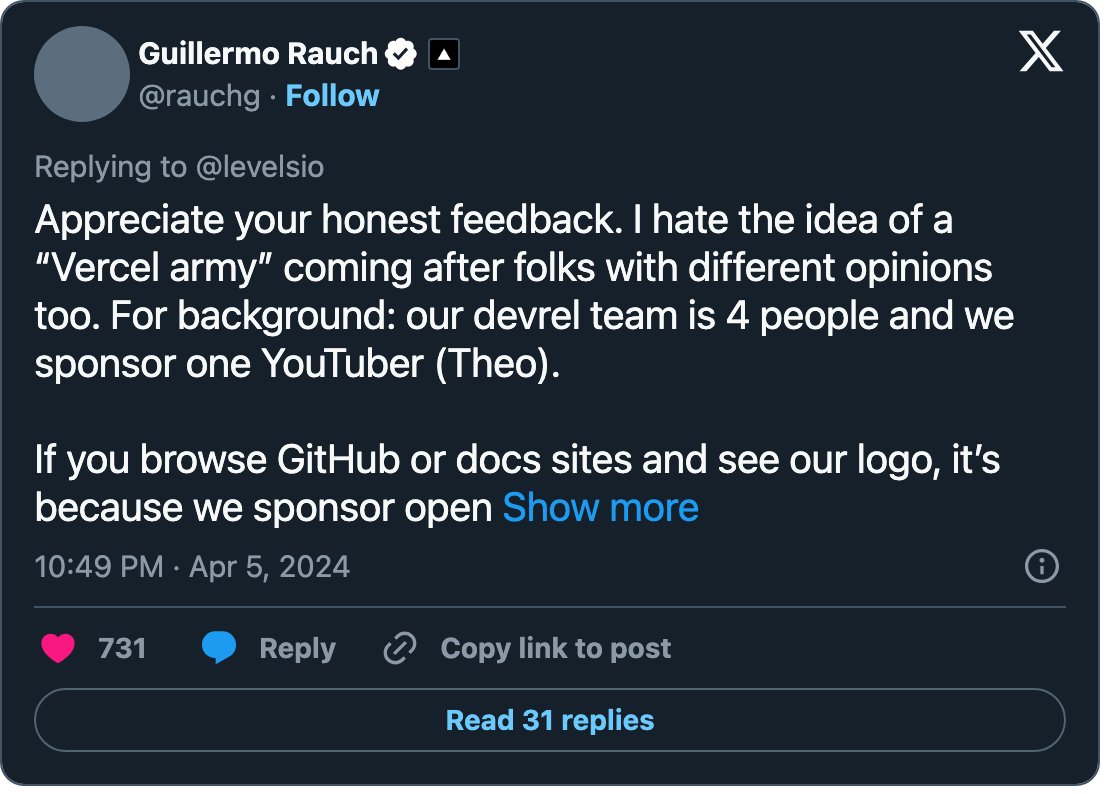 Guillermo Rauch
@rauchg · Follow
Replying to @levelsio
Appreciate your honest feedback. I hate the idea of a
“Vercel army” coming after folks with different opinions
too. For background: our devrel team is 4 people and we
sponsor one YouTuber (Theo).
If you browse GitHub or docs sites and see our logo, it’s
because we sponsor open Show more
10:49 PM · Apr 5, 2024
731 Reply Copy link to post
Read 31 replies